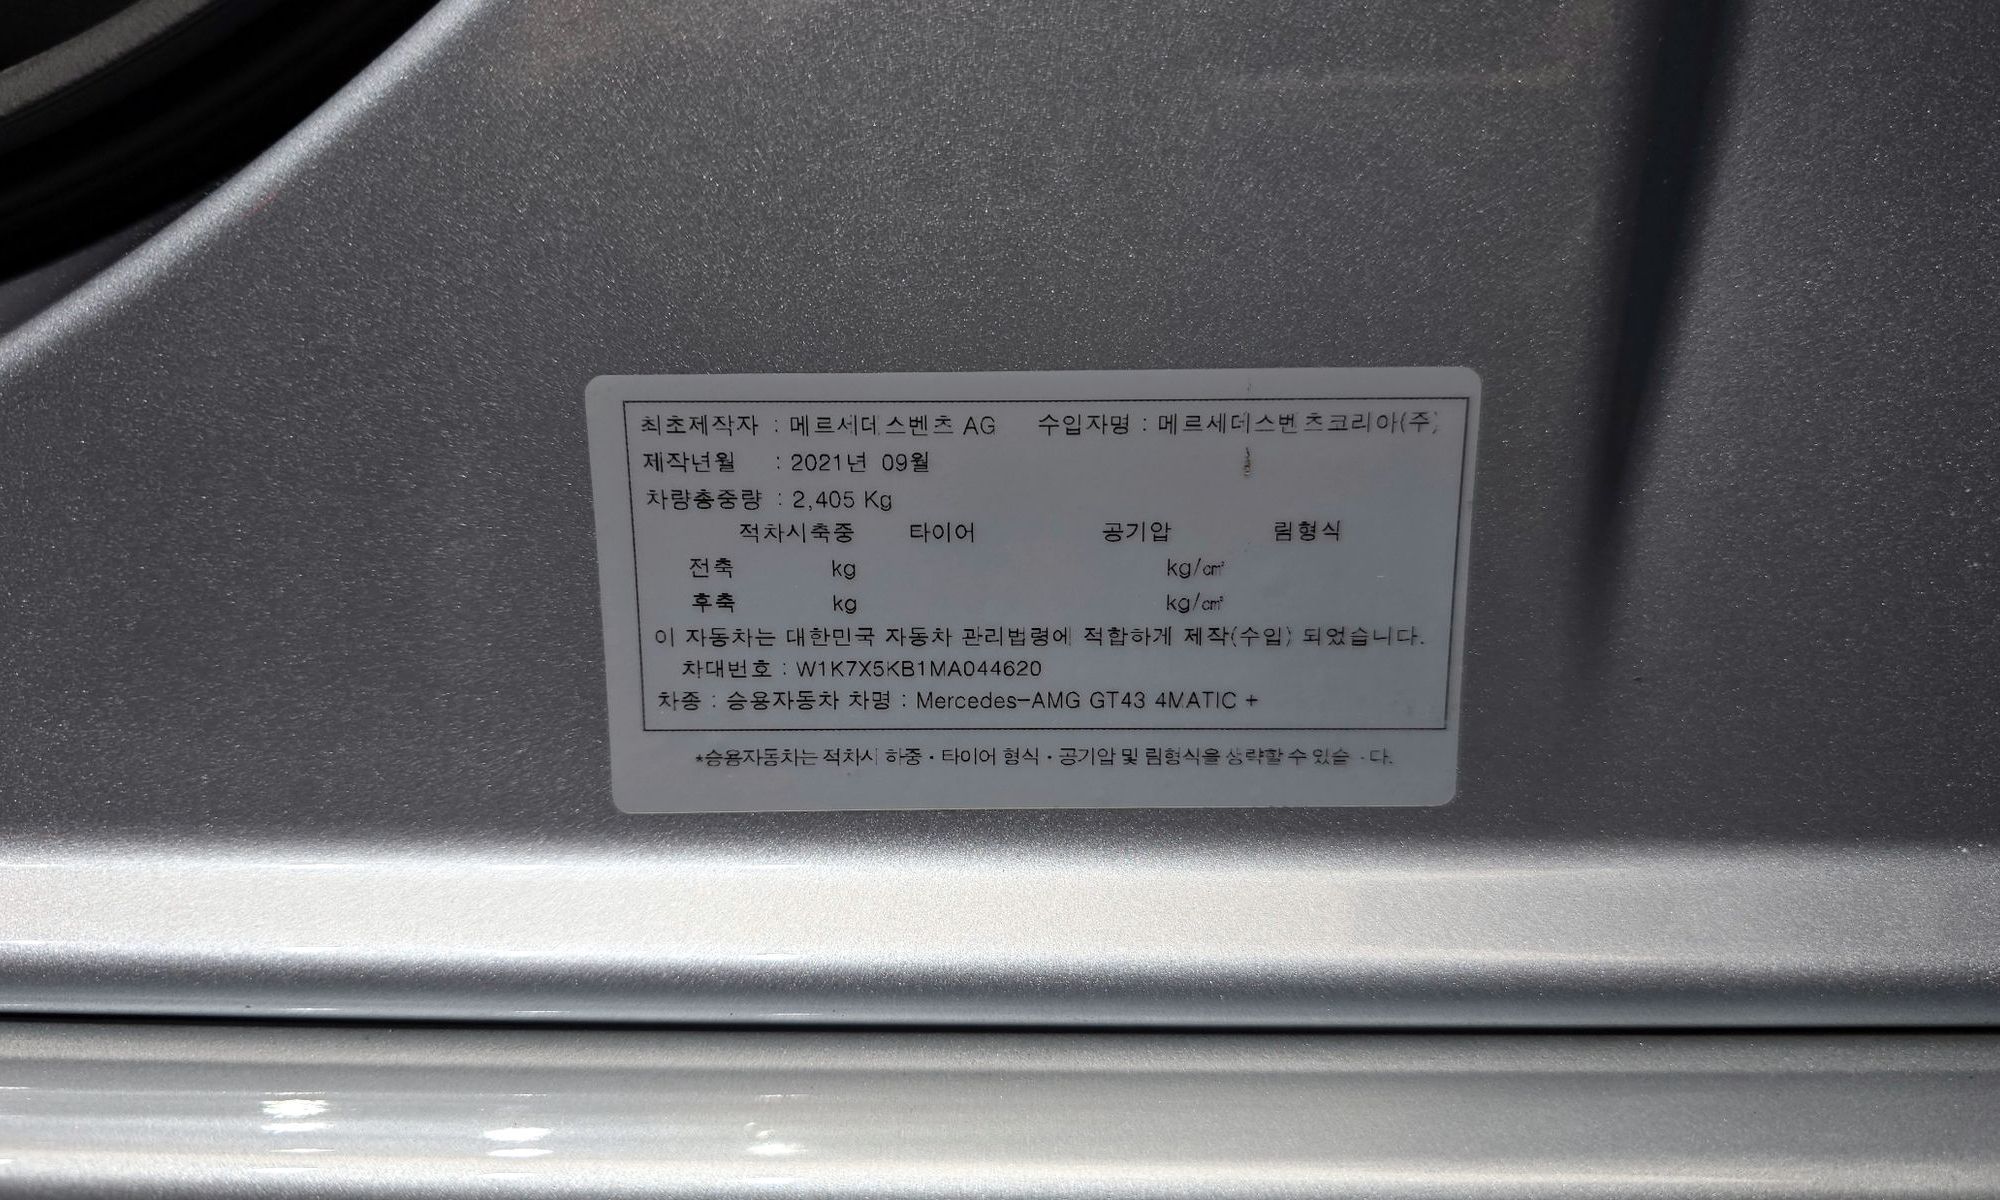 최초제작자 : 메르세데스벤츠 AG 수입자명 : 메르세데스벤츠코리아(주)
제작년월 : 2021년 09월
차량총중량 : 2,405 Kg
적차시축중 타이어 공기압 림형식
전축 kg kg/㎠
후축 kg kg/㎠
이 자동차는 대한민국 자동차 관리법령에 적합하게 제작(수입) 되었습니다.
차대번호 : W1K7X5KB1MA044620
차종 : 승용자동차 차명 : Mercedes-AMG GT43 4MATIC +
*승용자동차는 적차시 하중·타이어 형식·공기압 및 림형식을 생략할 수 있습니다.